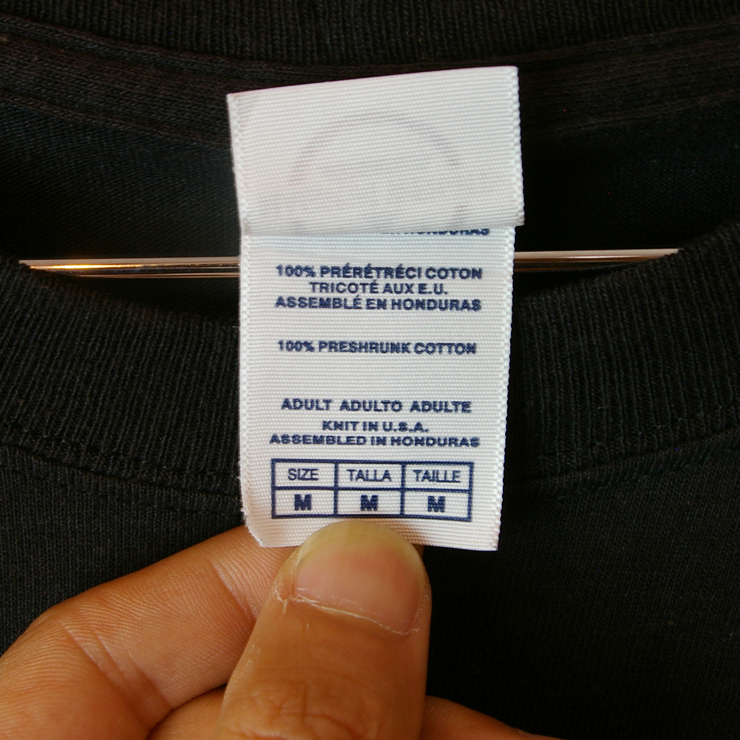 HONDURAS
100% PRÉRÉTRÉCI COTON
TRICOTÉ AUX E.U.
ASSEMBLÉ EN HONDURAS
100% PRESHRUNK COTTON
ADULT ADULTO ADULTE
KNIT IN U.S.A.
ASSEMBLED IN HONDURAS
SIZE TALLA TAILLE
M M M